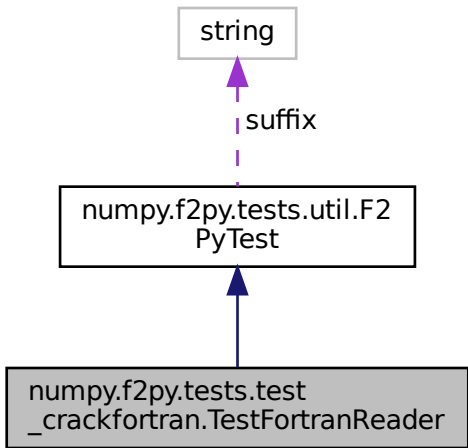 string
suffix
numpy.f2py.tests.util.F2
PyTest
numpy.f2py.tests.test
_crackfortran.TestFortranReader